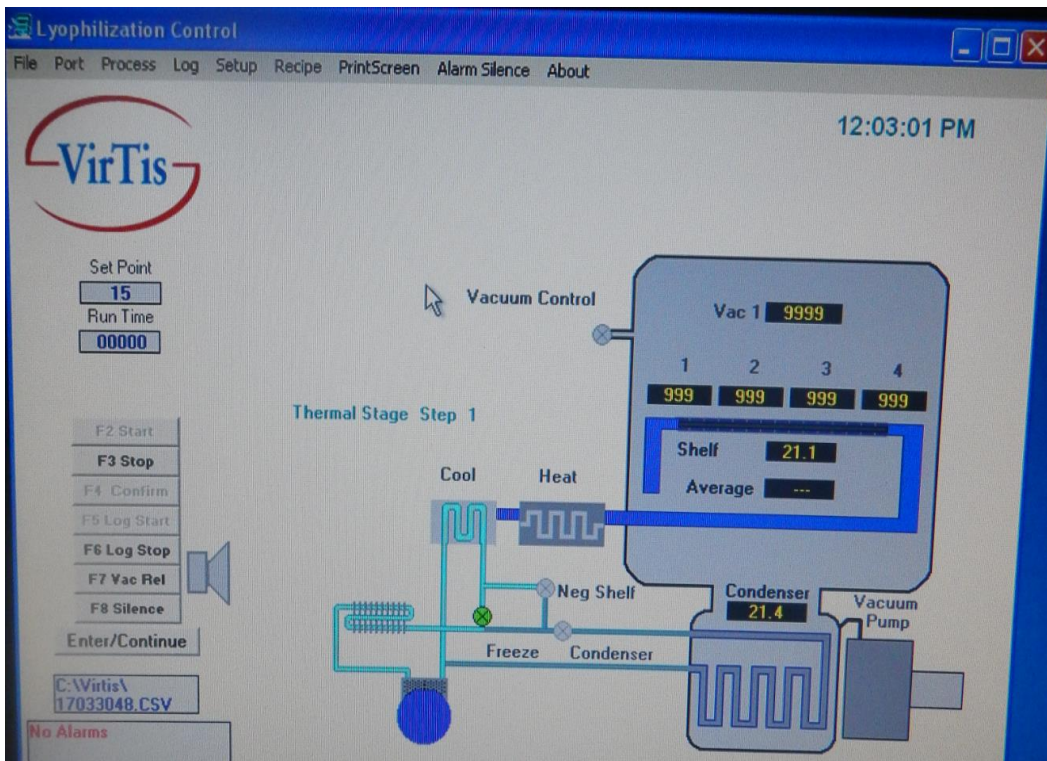 Lyophilization Control
File Port Process Log Setup Recipe PrintScreen Alarm Silence About
12:03:01 PM
VirTis
Set Point
15
Run Time
00000
Vacuum Control
Vac 1 9999
1 2 3 4
999 999 999 999
Thermal Stage Step 1
Shelf 21.1
Average ---
Cool Heat
F2 Start
F3 Stop
F4 Confirm
F5 Log Start
F6 Log Stop
F7 Vac Rel
F8 Silence
Enter/Continue
Neg Shelf
Condenser
21.4
Vacuum
Pump
Freeze Condenser
C:\Virtis\
17033048.CSV
No Alarms